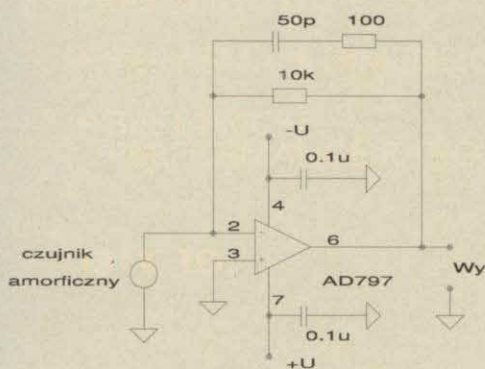 50p 100
10k
-U
0.1u
4
2
3
6
czujnik
amorficzny
AD797
Wy
7
0.1u
+U